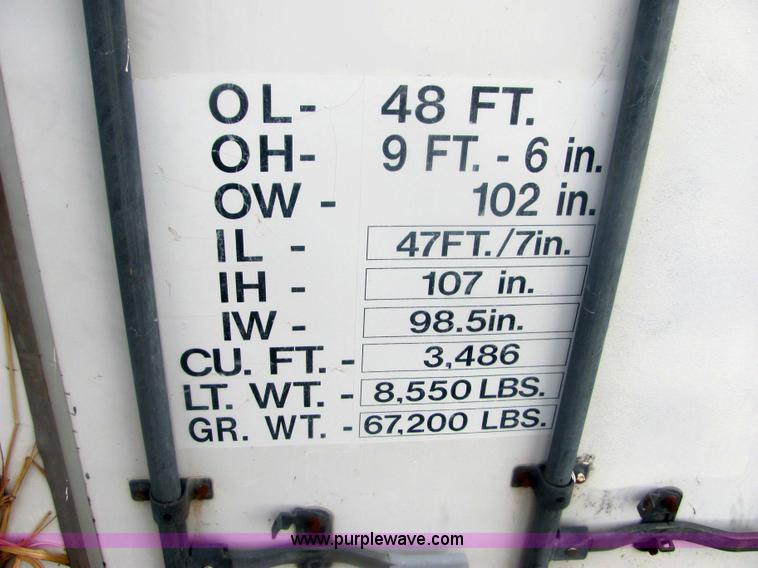 OL- 48 FT.
OH- 9 FT. - 6 in.
OW - 102 in.
IL - 47FT./7in.
IH - 107 in.
IW - 98.5in.
CU. FT. - 3,486
LT. WT. - 8,550 LBS.
GR. WT. - 67,200 LBS.
www.purplewave.com